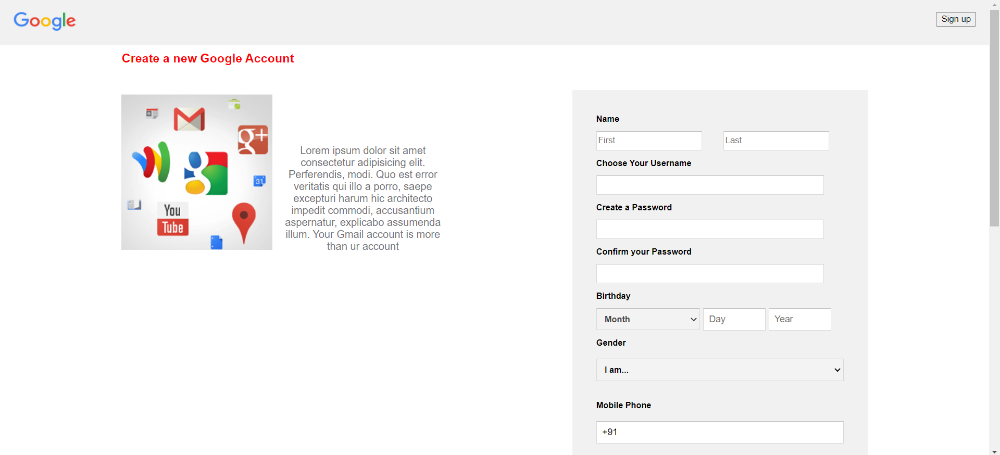 Google
Sign up
Create a new Google Account
g+
31
You
Tube
Lorem ipsum dolor sit amet
consectetur adipisicing elit.
Perferendis, modi. Quo est error
veritatis qui illo a porro, saepe
excepturi harum hic architecto
impedit commodi, accusantium
aspernatur, explicabo assumenda
illum. Your Gmail account is more
than ur account
Name
First Last
Choose Your Username
Create a Password
Confirm your Password
Birthday
Month Day Year
Gender
I am...
Mobile Phone
+91